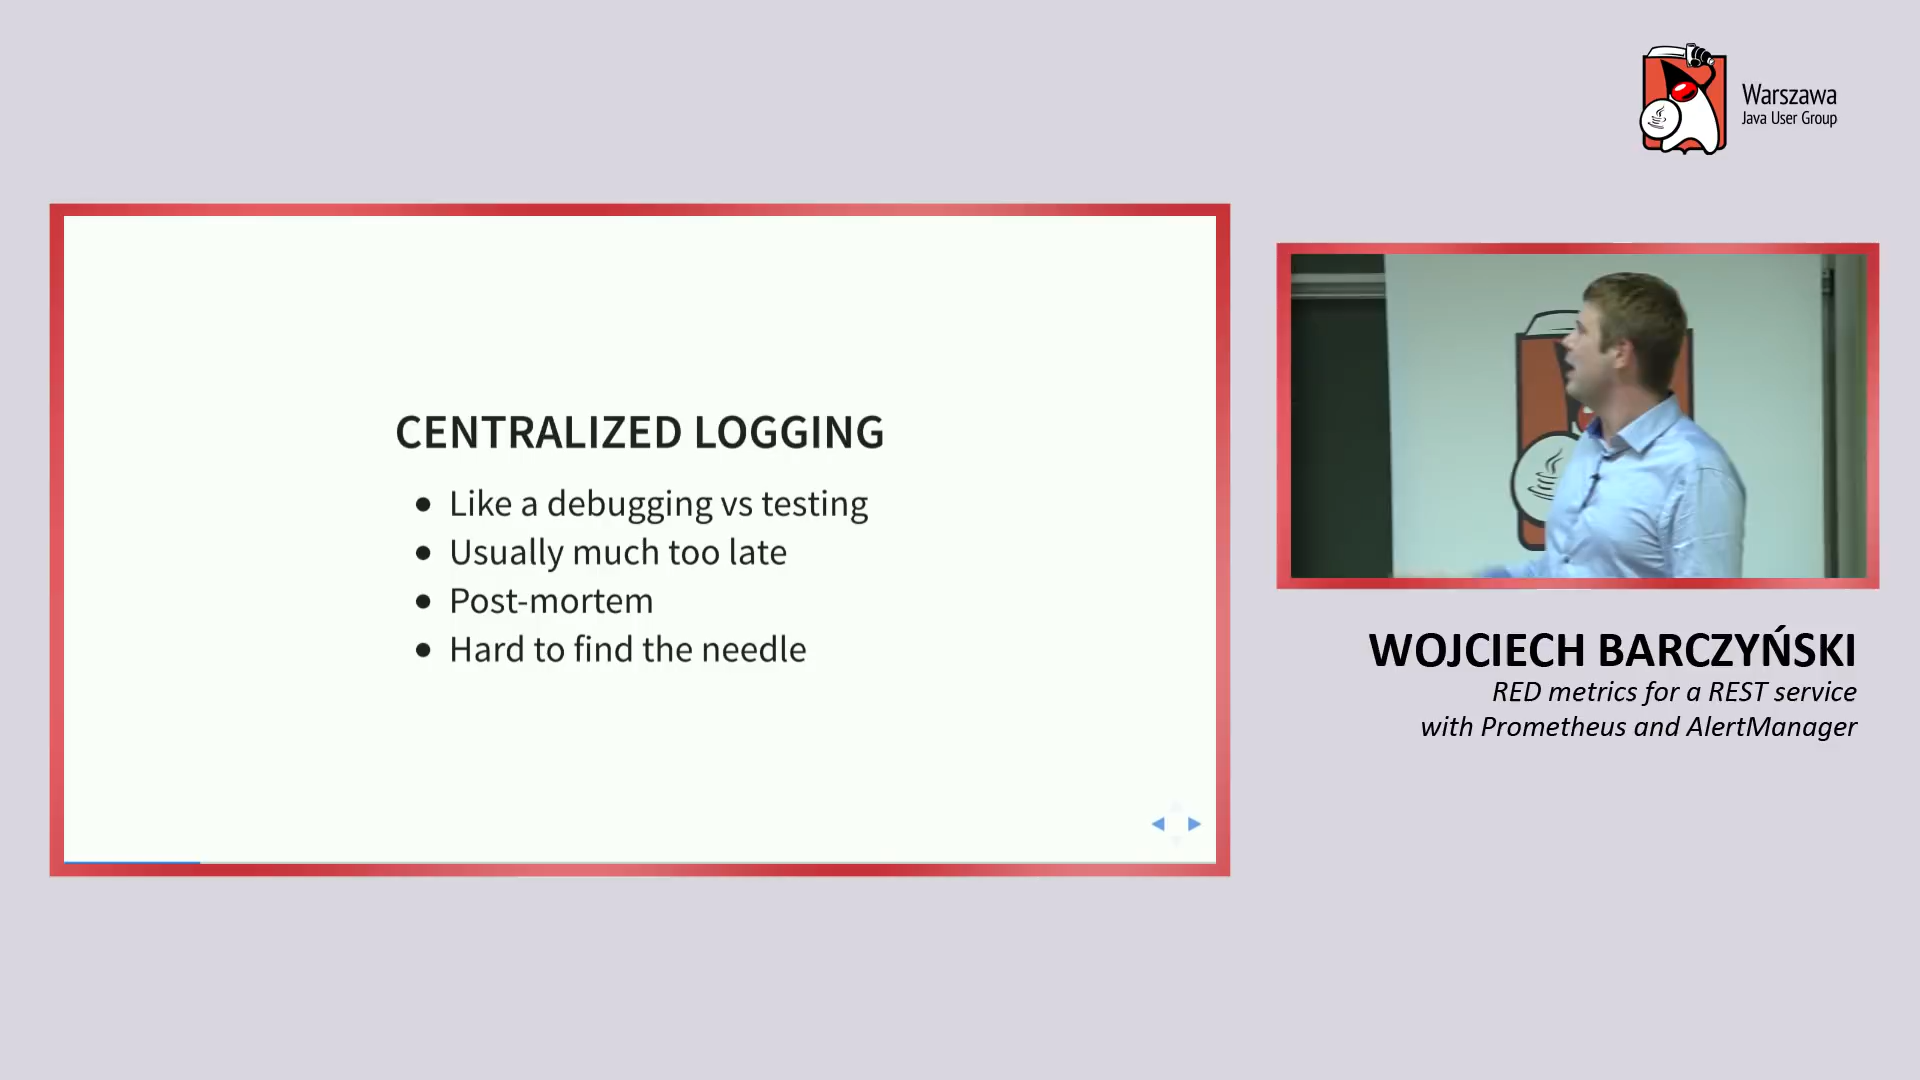 Warszawa
Java User Group
CENTRALIZED LOGGING
Like a debugging vs testing
Usually much too late
Post-mortem
Hard to find the needle
WOJCIECH BARCZYŃSKI
RED metrics for a REST service
with Prometheus and AlertManager